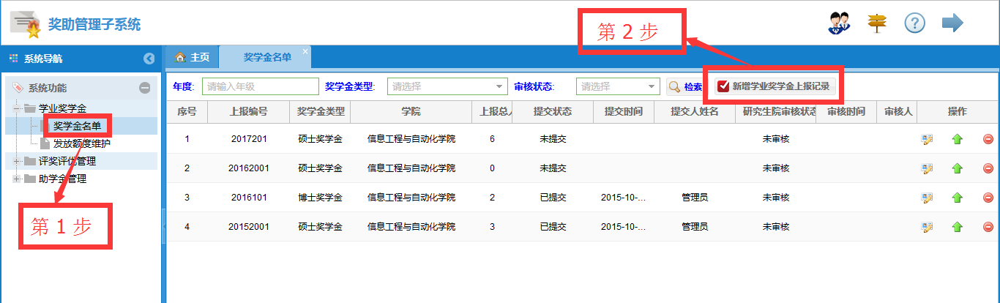 奖助管理子系统
第 2 步
系统导航
主页
奖学金名单
系统功能
年度:
请输入年级
奖学金类型:
请选择
审核状态:
请选择
检索
新增学业奖学金上报记录
学业奖学金
奖学金名单
发放额度维护
评奖评优管理
助学金管理
第 1 步
序号 上报编号 奖学金类型 学院 上报总人 提交状态 提交时间 提交人姓名 研究生院审核状态 审核时间 审核人 操作
1 2017201 硕士奖学金 信息工程与自动化学院 6 未提交 未审核
2 20162001 硕士奖学金 信息工程与自动化学院 0 未提交 未审核
3 2016101 博士奖学金 信息工程与自动化学院 2 已提交 2015-10-... 管理员 未审核
4 20152001 硕士奖学金 信息工程与自动化学院 3 已提交 2015-10-... 管理员 未审核